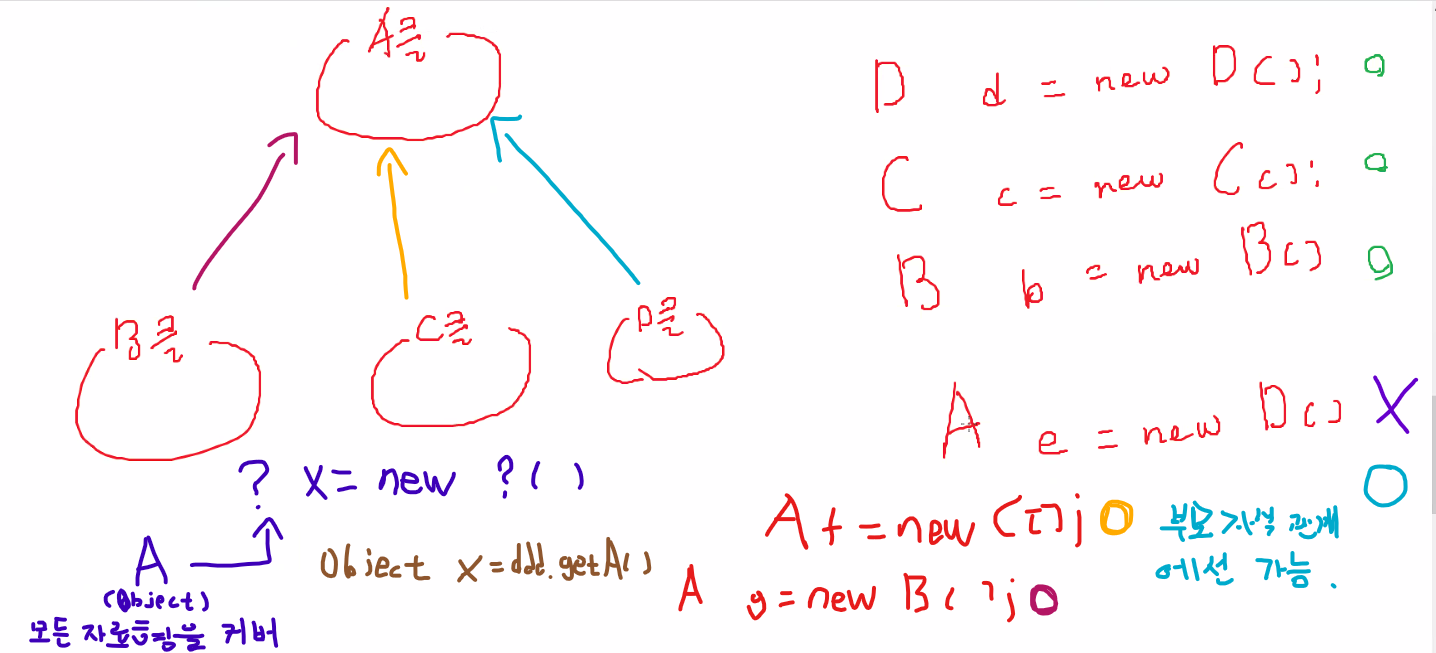 A클
B클
C클
D클
D d = new D();
C c = new C();
B b = new B()
A e = new D() X O
A f = new C(); O
A g = new B(); O
부모 자식 관계
에선 가능.
? x = new ?( )
A
(Object)
모든 자료형을 커버
Object x = ddd.getA()